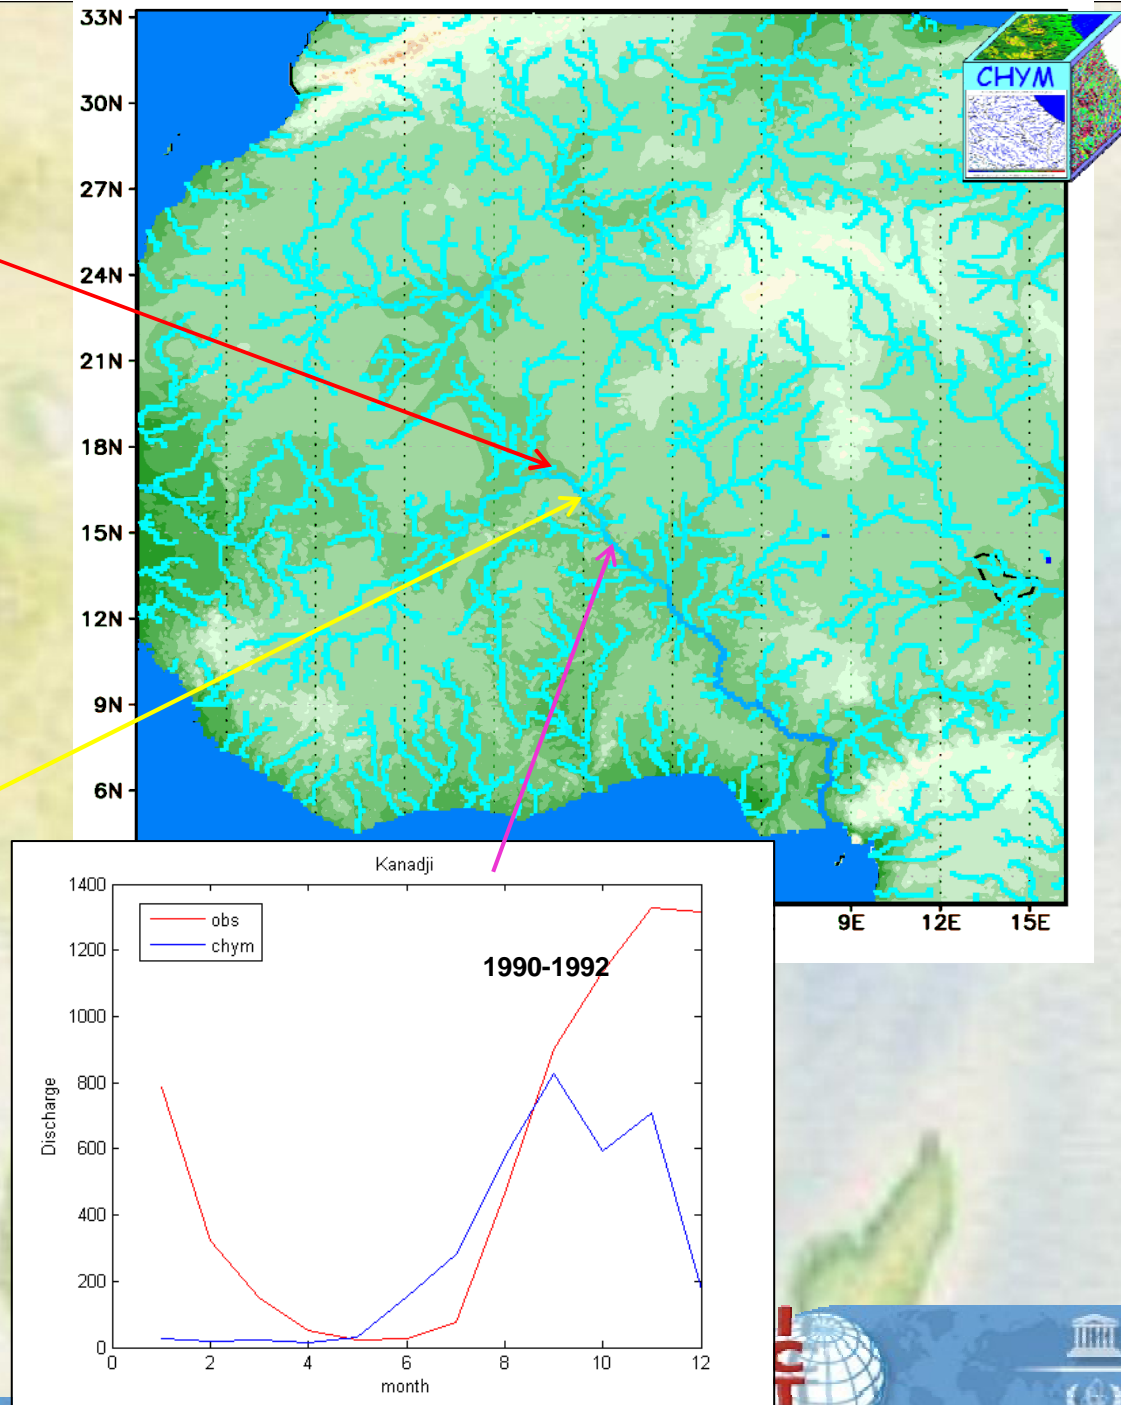 33N
30N
27N
24N
21N
18N
15N
12N
9N
6N
CHYM
9E 12E 15E
Kanadji
1400
1200
1000
800
600
400
200
0
obs
chym
1990-1992
Discharge
0 2 4 6 8 10 12
month
I
C
T